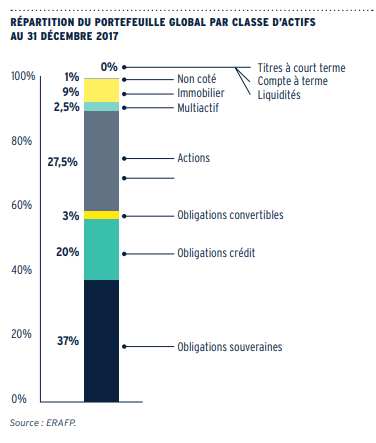 RÉPARTITION DU PORTEFEUILLE GLOBAL PAR CLASSE D'ACTIFS
AU 31 DÉCEMBRE 2017
0% Titres à court terme
100% 1% Non coté Compte à terme
9% Immobilier Liquidités
2,5% Multiactif
80%
27,5% Actions
60%
3% Obligations convertibles
20% Obligations crédit
40%
20%
37% Obligations souveraines
0%
Source : ERAFP.